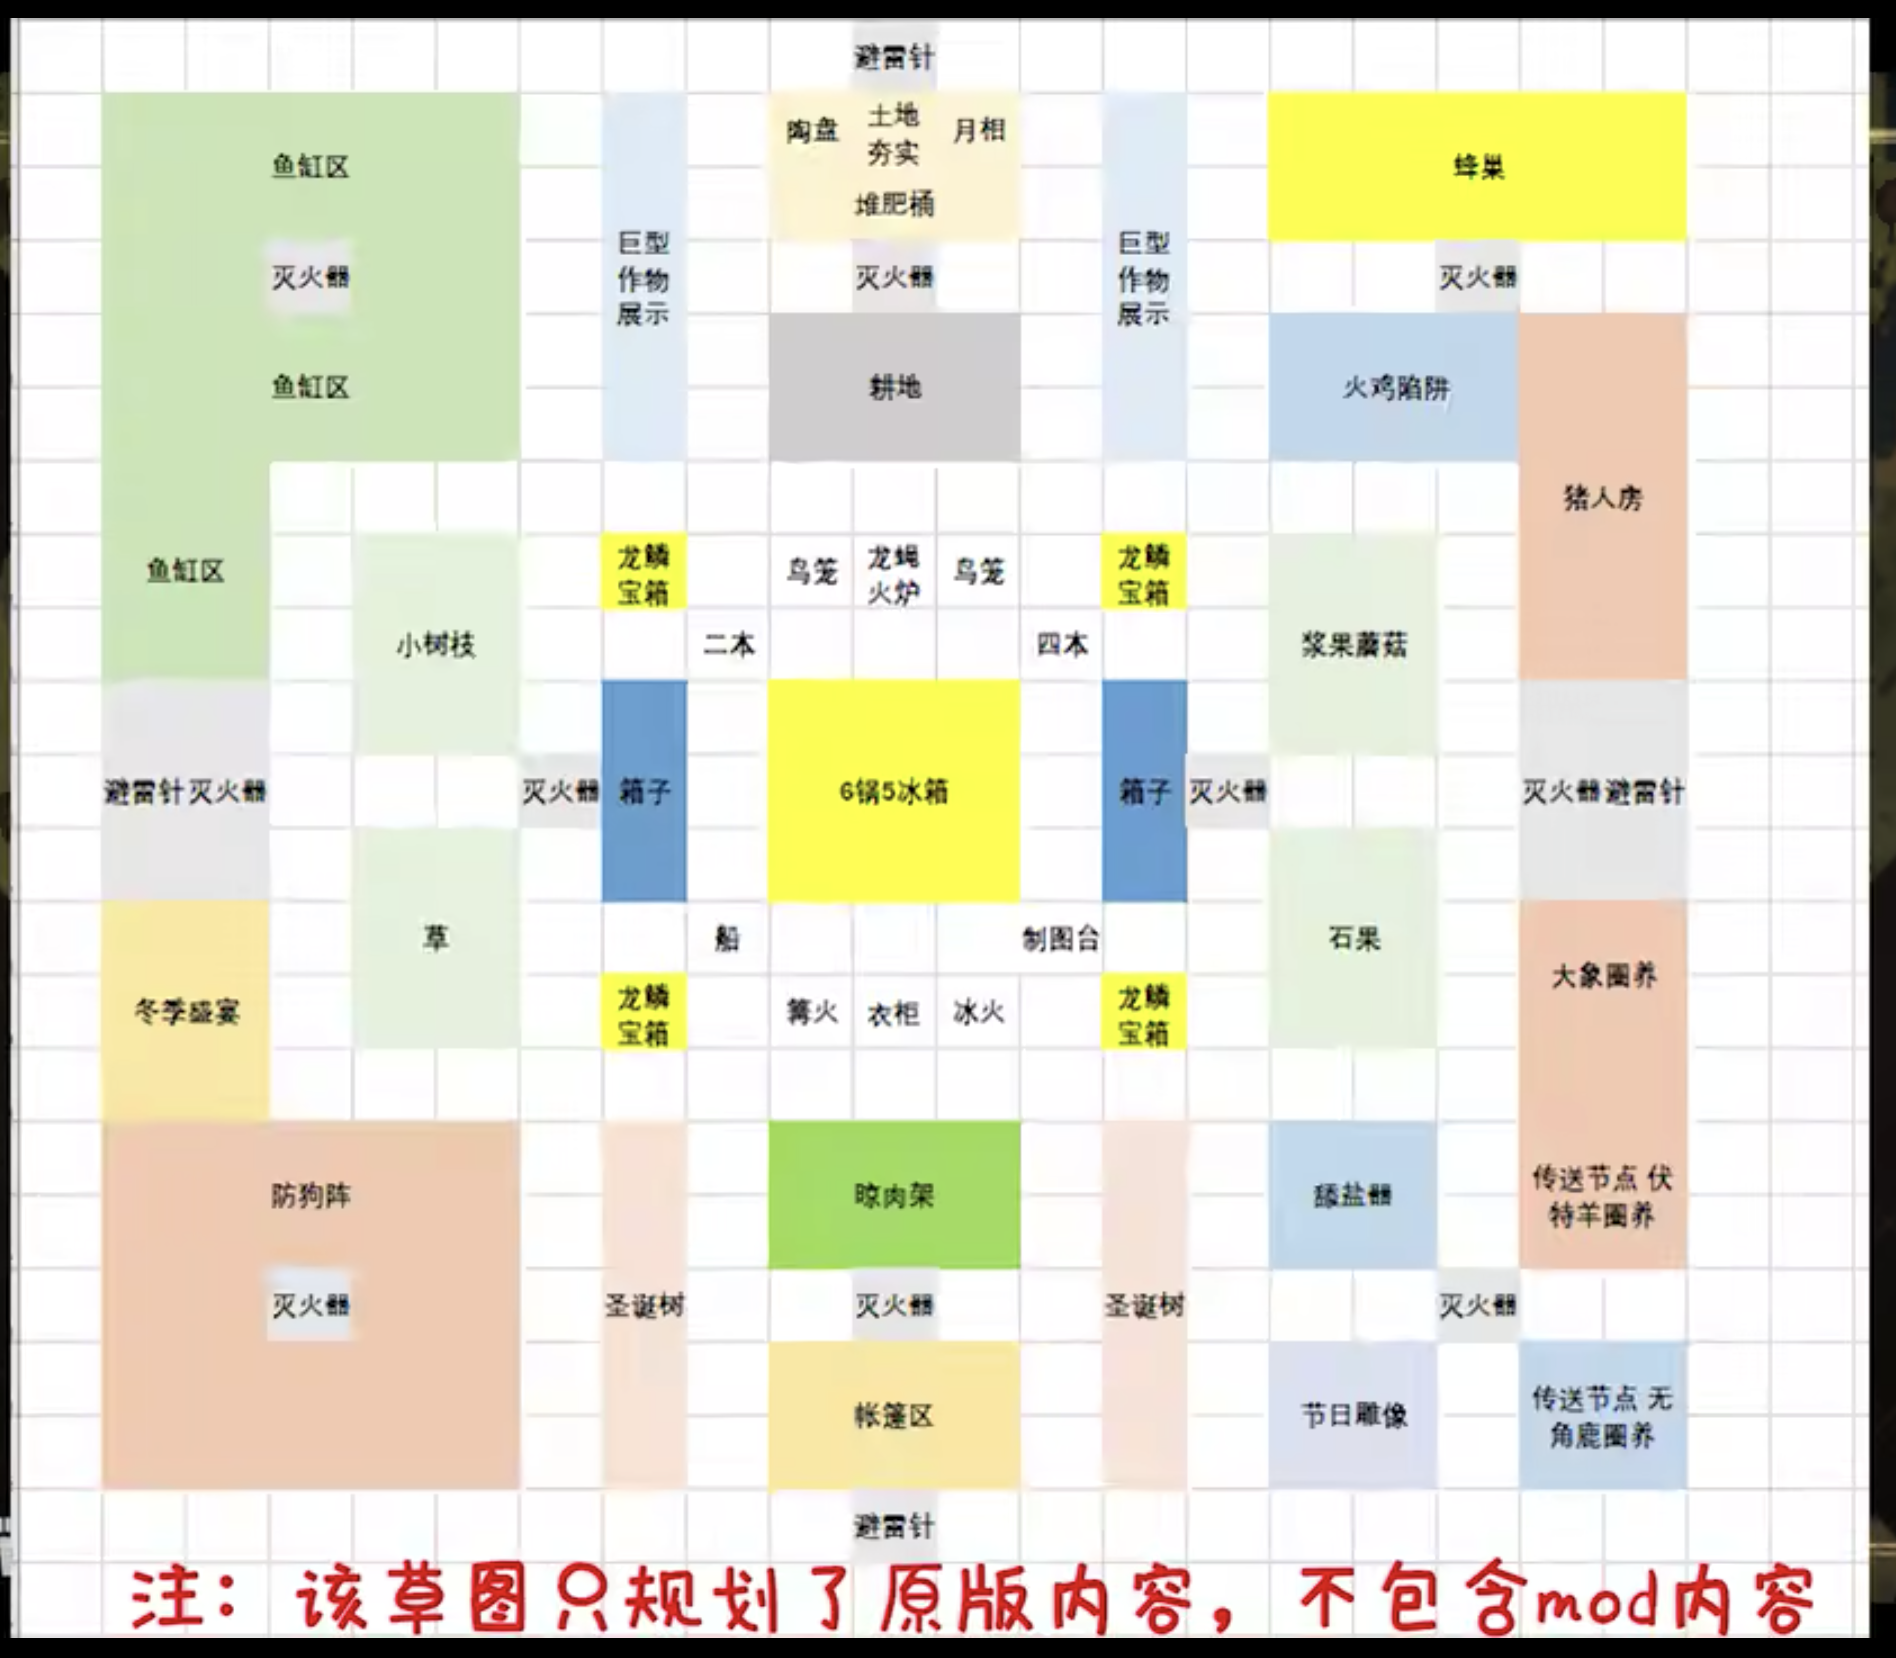 避雷针
陶盘
土地
夯实
月相
堆肥桶
鱼缸区
蜂巢
巨型
作物
展示
巨型
作物
展示
灭火器
灭火器
灭火器
鱼缸区
耕地
火鸡陷阱
猪人房
鱼缸区
龙鳞
宝箱
鸟笼
龙蝇
火炉
鸟笼
龙鳞
宝箱
小树枝
二本
四本
浆果蘑菇
避雷针 灭火器
灭火器
箱子
6锅5冰箱
箱子
灭火器
灭火器 避雷针
草
船
制图台
石果
大象圈养
冬季盛宴
龙鳞
宝箱
篝火
衣柜
冰火
龙鳞
宝箱
防狗阵
晾肉架
舔盐器
传送节点 伏
特羊圈养
灭火器
圣诞树
灭火器
圣诞树
灭火器
帐篷区
节日雕像
传送节点 无
角鹿圈养
避雷针
注：该草图只规划了原版内容，不包含mod内容